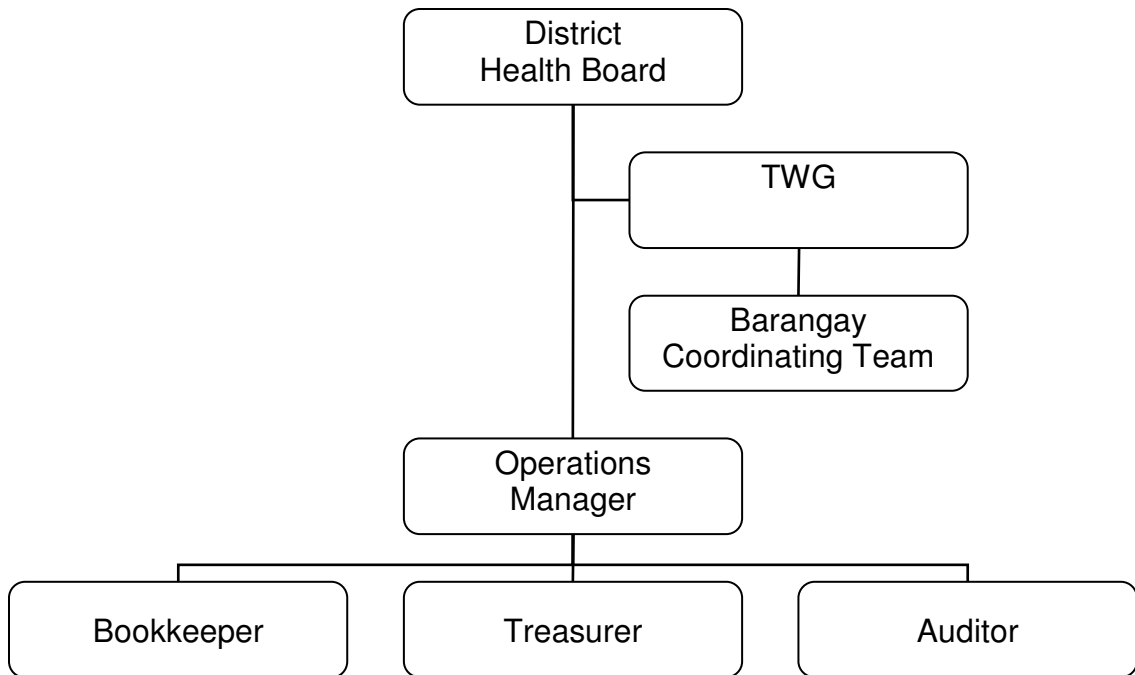 District
Health Board
TWG
Barangay
Coordinating Team
Operations
Manager
Bookkeeper
Treasurer
Auditor